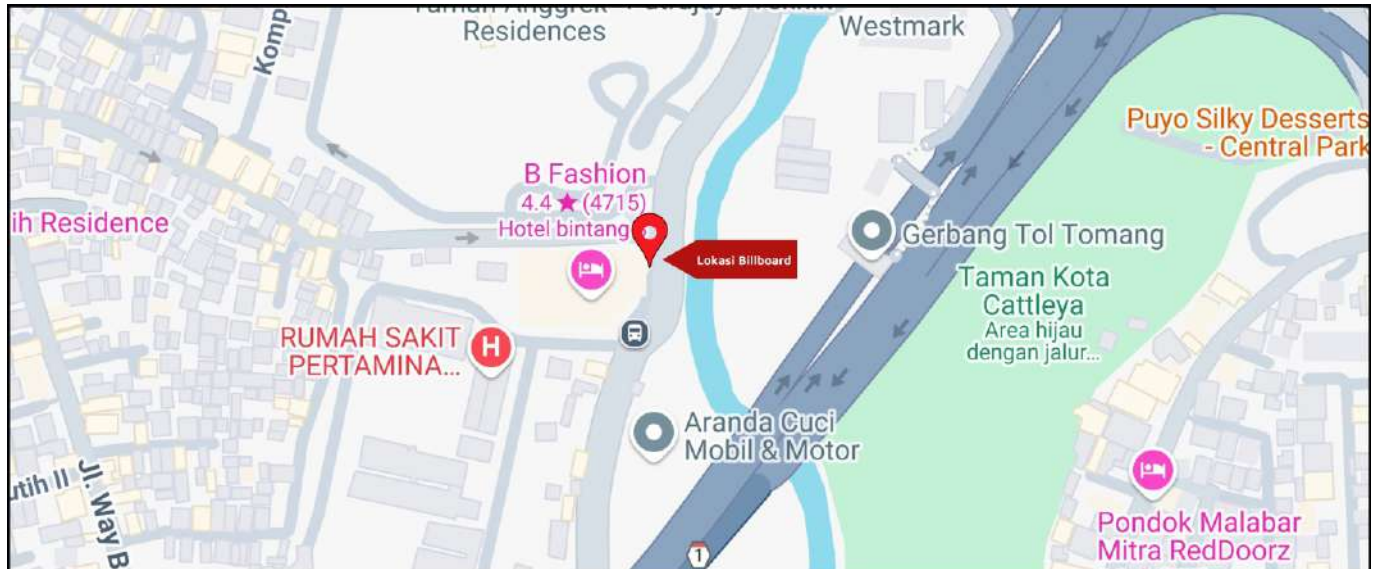 Residences
Westmark
Komp
Puyo Silky Desserts
- Central Park
B Fashion
4.4 ★ (4715)
Hotel bintang
ih Residence
Lokasi Billboard
Gerbang Tol Tomang
Taman Kota
Cattleya
Area hijau
dengan jalur...
RUMAH SAKIT
PERTAMINA...
H
Aranda Cuci
Mobil & Motor
utih II
Jl. Way B
1
Pondok Malabar
Mitra RedDoorz